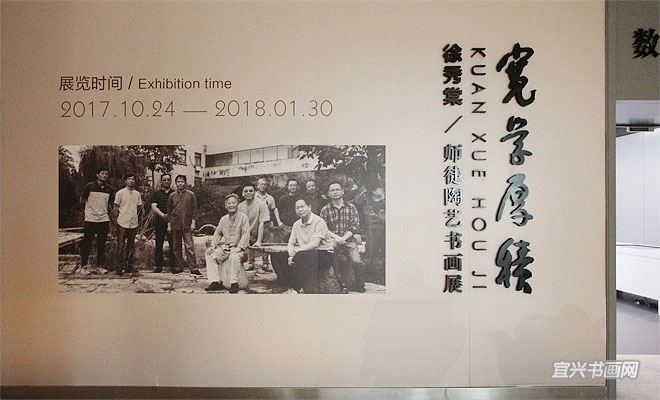 展览时间 / Exhibition time
2017.10.24 — 2018.01.30
宽学厚积
KUAN XUE HOU JI
徐秀棠／师徒陶艺书画展
数
宜兴书画网